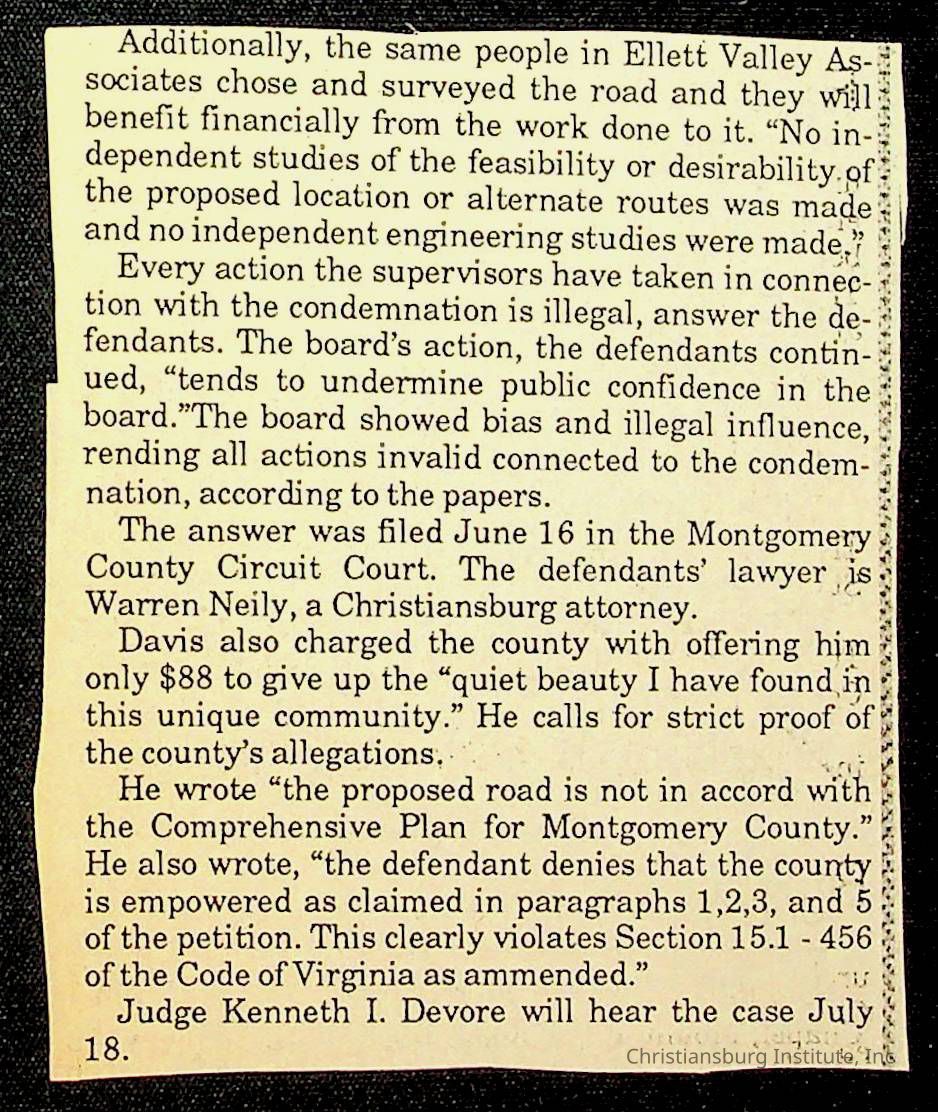 Additionally, the same people in Ellett Valley As-
sociates chose and surveyed the road and they will
benefit financially from the work done to it. “No in-
dependent studies of the feasibility or desirability of
the proposed location or alternate routes was made
and no independent engineering studies were made.”
Every action the supervisors have taken in connec-
tion with the condemnation is illegal, answer the de-
fendants. The board’s action, the defendants contin-
ued, “tends to undermine public confidence in the
board.”The board showed bias and illegal influence,
rending all actions invalid connected to the condem-
nation, according to the papers.
The answer was filed June 16 in the Montgomery
County Circuit Court. The defendants’ lawyer is
Warren Neily, a Christiansburg attorney.
Davis also charged the county with offering him
only $88 to give up the “quiet beauty I have found in
this unique community.” He calls for strict proof of
the county’s allegations.
He wrote “the proposed road is not in accord with
the Comprehensive Plan for Montgomery County.”
He also wrote, “the defendant denies that the county
is empowered as claimed in paragraphs 1,2,3, and 5
of the petition. This clearly violates Section 15.1 - 456
of the Code of Virginia as ammended.”
Judge Kenneth I. Devore will hear the case July
18.
Christiansburg Institute, Inc